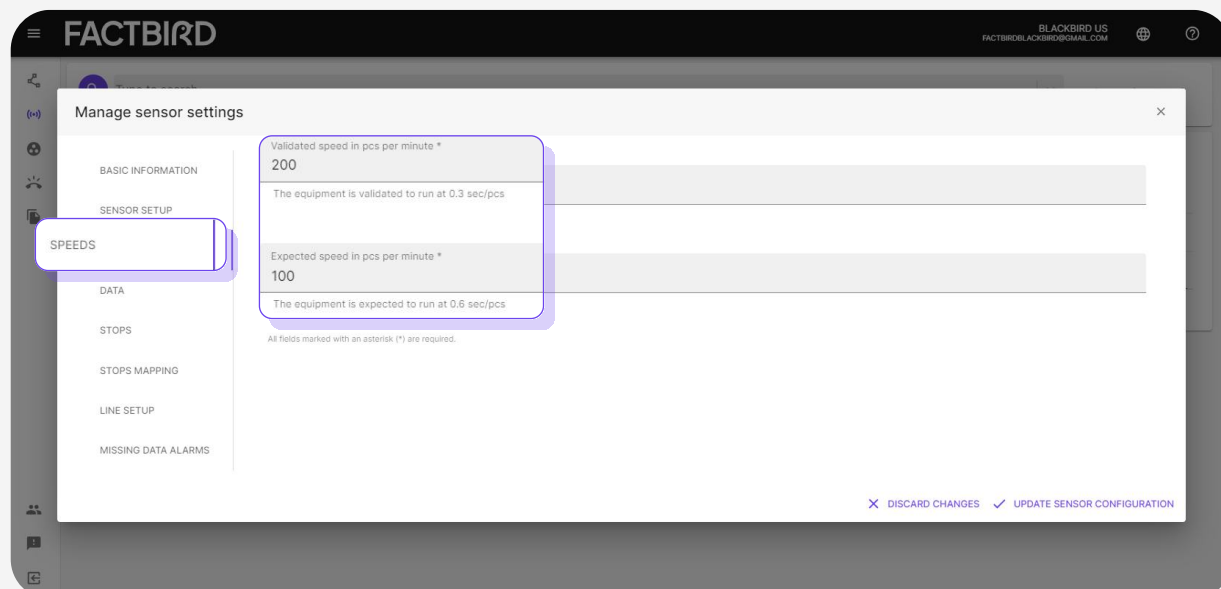 FACTBIRD
BLACKBIRD US
FACTBIRDBLACKBIRD@GMAIL.COM
Type to search
Manage sensor settings
BASIC INFORMATION
SENSOR SETUP
SPEEDS
DATA
STOPS
STOPS MAPPING
LINE SETUP
MISSING DATA ALARMS
Validated speed in pcs per minute *
200
The equipment is validated to run at 0.3 sec/pcs
Expected speed in pcs per minute *
100
The equipment is expected to run at 0.6 sec/pcs
All fields marked with an asterisk (*) are required.
DISCARD CHANGES
UPDATE SENSOR CONFIGURATION